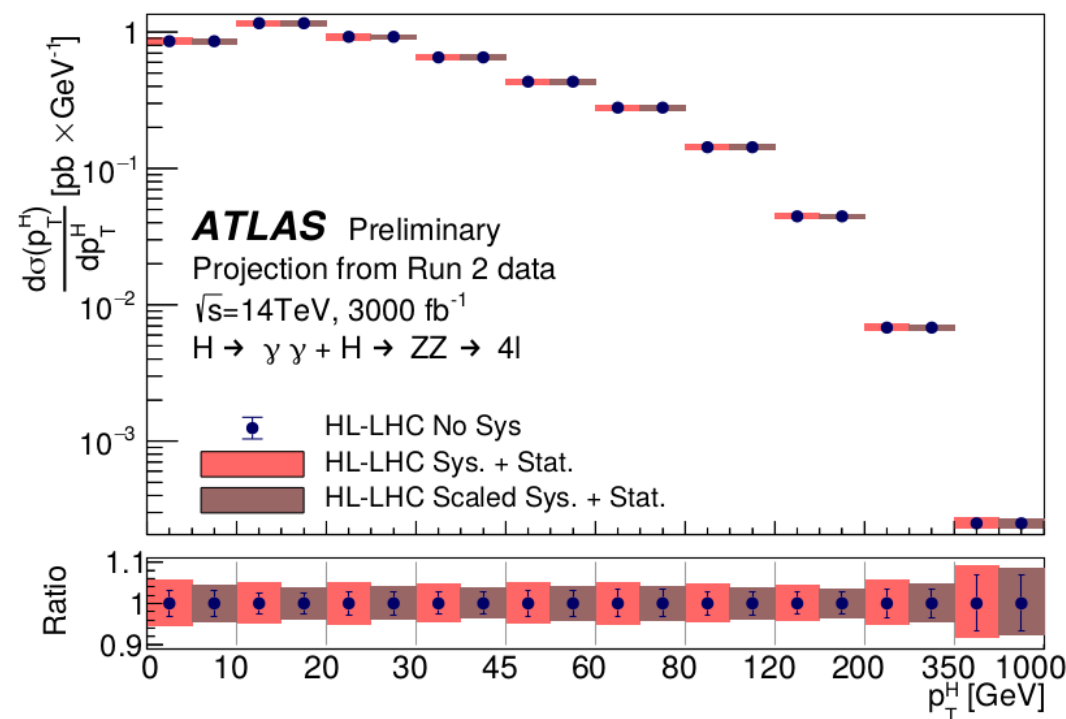 1
10⁻¹
10⁻²
10⁻³
dσ(p_T^H)
dp_T^H
[pb ×GeV⁻¹]
ATLAS Preliminary
Projection from Run 2 data
√s=14TeV, 3000 fb⁻¹
H → γ γ + H → ZZ → 4l
HL-LHC No Sys
HL-LHC Sys. + Stat.
HL-LHC Scaled Sys. + Stat.
Ratio
1.1
1
0.9
0 10 20 30 45 60 80 120 200 350 1000
p_T^H [GeV]